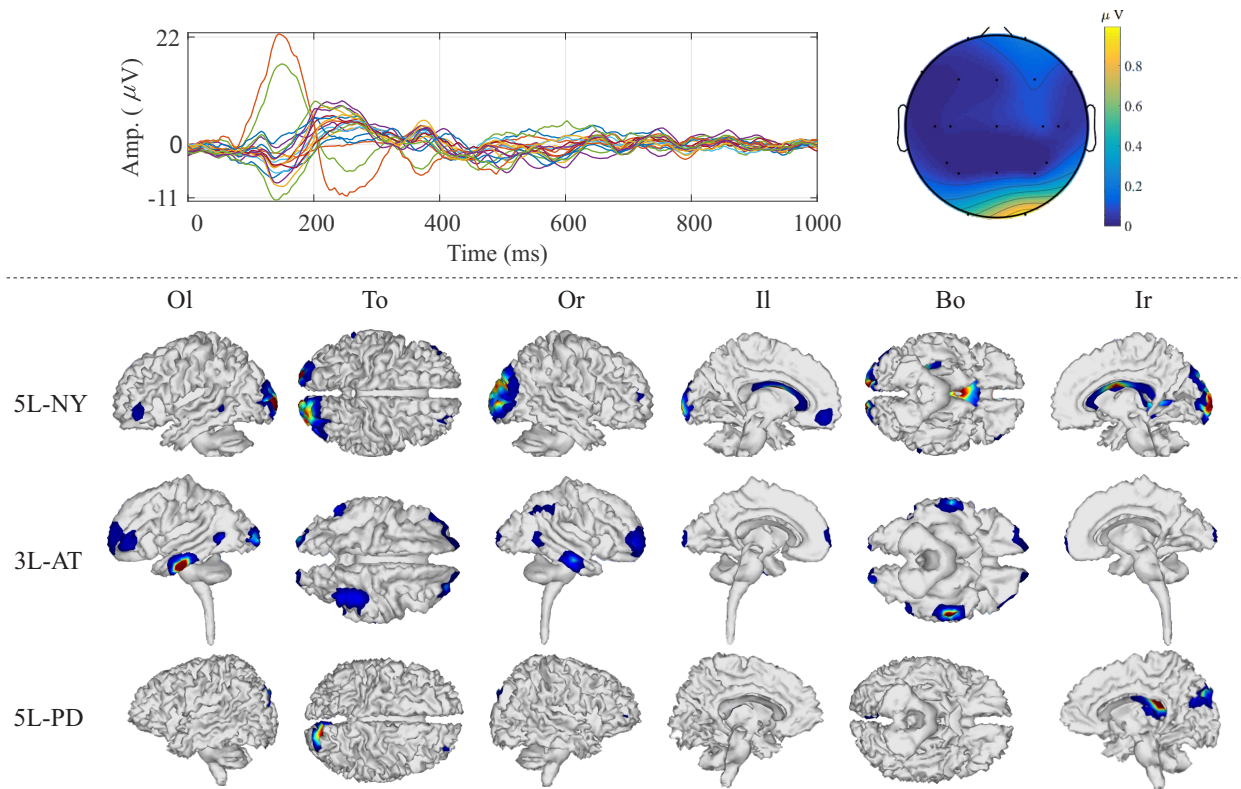 22
0
-11
Amp. ( μV)
0 200 400 600 800 1000
Time (ms)
μ V
0.8
0.6
0.4
0.2
0
Ol To Or Il Bo Ir
5L-NY
3L-AT
5L-PD